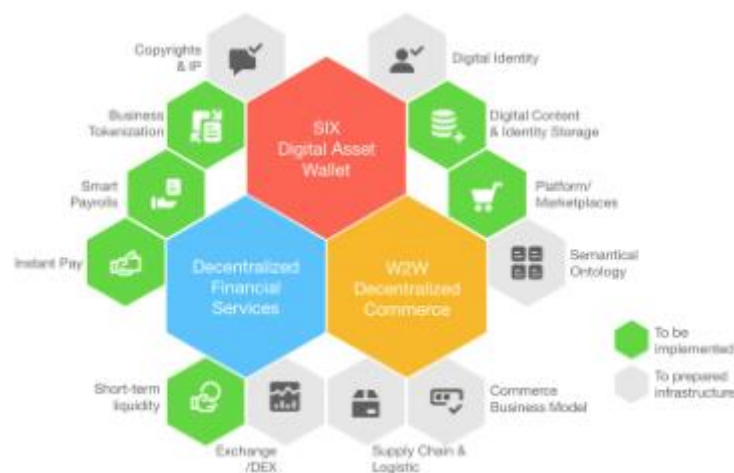 Copyrights
& IP
Digital Identity
Business
Tokenization
SIX
Digital Asset
Wallet
Digital Content
& Identity Storage
Smart
Payrolls
Platform/
Marketplaces
Instant Pay
Decentralized
Financial
Services
W2W
Decentralized
Commerce
Semantical
Ontology
To be
implemented
To prepared
infrastructure
Short-term
liquidity
Exchange
/DEX
Supply Chain &
Logistic
Commerce
Business Model